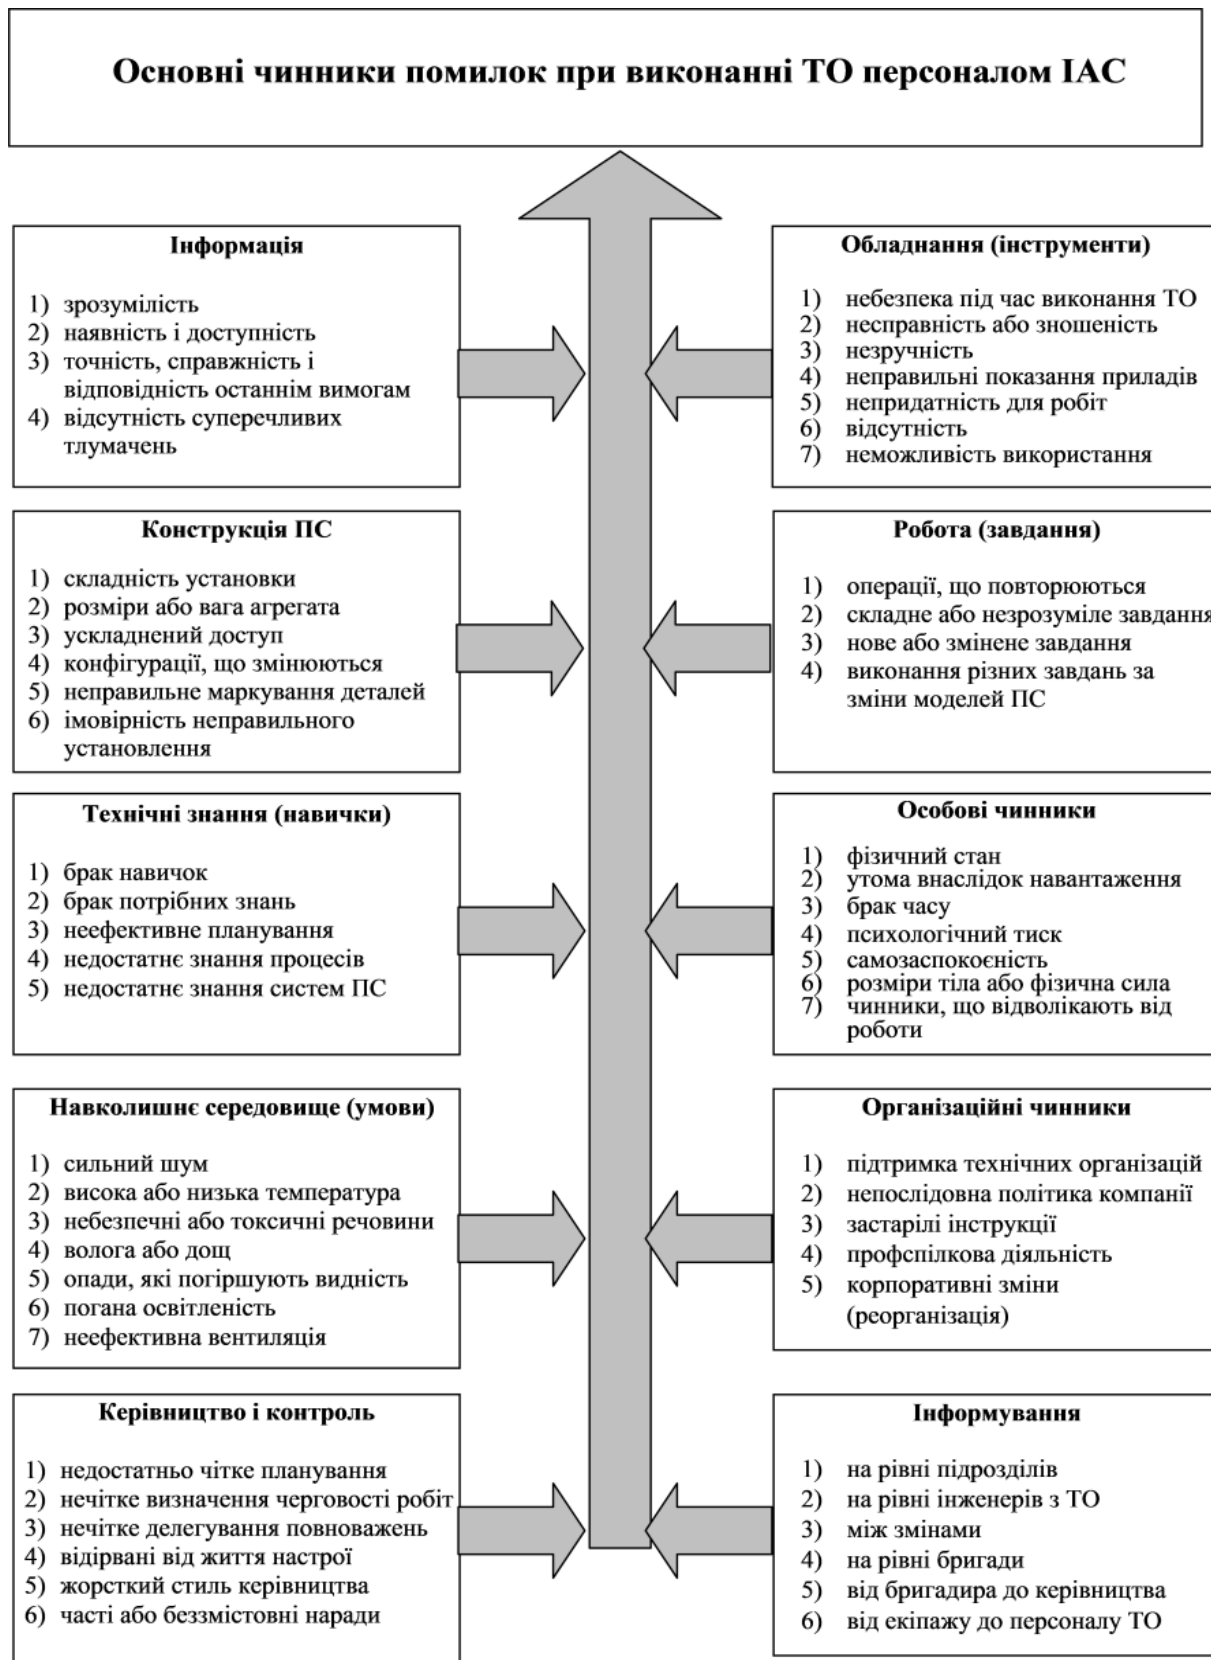 Основні чинники помилок при виконанні ТО персоналом ІАС
Інформація
1) зрозумілість
2) наявність і доступність
3) точність, справжність і
відповідність останнім вимогам
4) відсутність суперечливих
тлумачень
Обладнання (інструменти)
1) небезпека під час виконання ТО
2) несправність або зношеність
3) незручність
4) неправильні показання приладів
5) непридатність для робіт
6) відсутність
7) неможливість використання
Конструкція ПС
1) складність установки
2) розміри або вага агрегата
3) ускладнений доступ
4) конфігурації, що змінюються
5) неправильне маркування деталей
6) імовірність неправильного
установлення
Робота (завдання)
1) операції, що повторюються
2) складне або незрозуміле завдання
3) нове або змінене завдання
4) виконання різних завдань за
зміни моделей ПС
Технічні знання (навички)
1) брак навичок
2) брак потрібних знань
3) неефективне планування
4) недостатнє знання процесів
5) недостатнє знання систем ПС
Особові чинники
1) фізичний стан
2) утома внаслідок навантаження
3) брак часу
4) психологічний тиск
5) самозаспокоєність
6) розміри тіла або фізична сила
7) чинники, що відволікають від
роботи
Навколишнє середовище (умови)
1) сильний шум
2) висока або низька температура
3) небезпечні або токсичні речовини
4) волога або дощ
5) опади, які погіршують видність
6) погана освітленість
7) неефективна вентиляція
Організаційні чинники
1) підтримка технічних організацій
2) непослідовна політика компанії
3) застарілі інструкції
4) профспілкова діяльність
5) корпоративні зміни
(реорганізація)
Керівництво і контроль
1) недостатньо чітке планування
2) нечітке визначення черговості робіт
3) нечітке делегування повноважень
4) відірвані від життя настрої
5) жорсткий стиль керівництва
6) часті або беззмістовні наради
Інформування
1) на рівні підрозділів
2) на рівні інженерів з ТО
3) між змінами
4) на рівні бригади
5) від бригадира до керівництва
6) від екіпажу до персоналу ТО